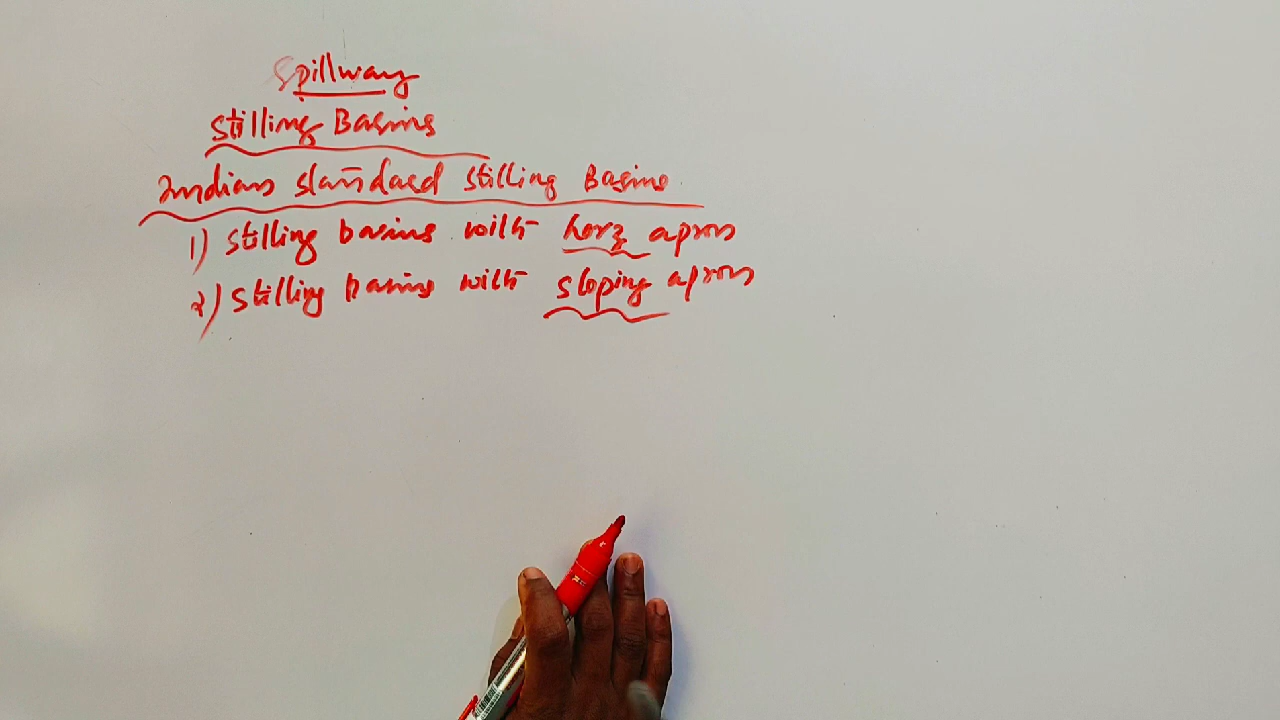 Spillway
Stilling Basins
Indian standard Stilling Basins
1) Stilling basins with horz apron
2) Stilling basins with sloping apron